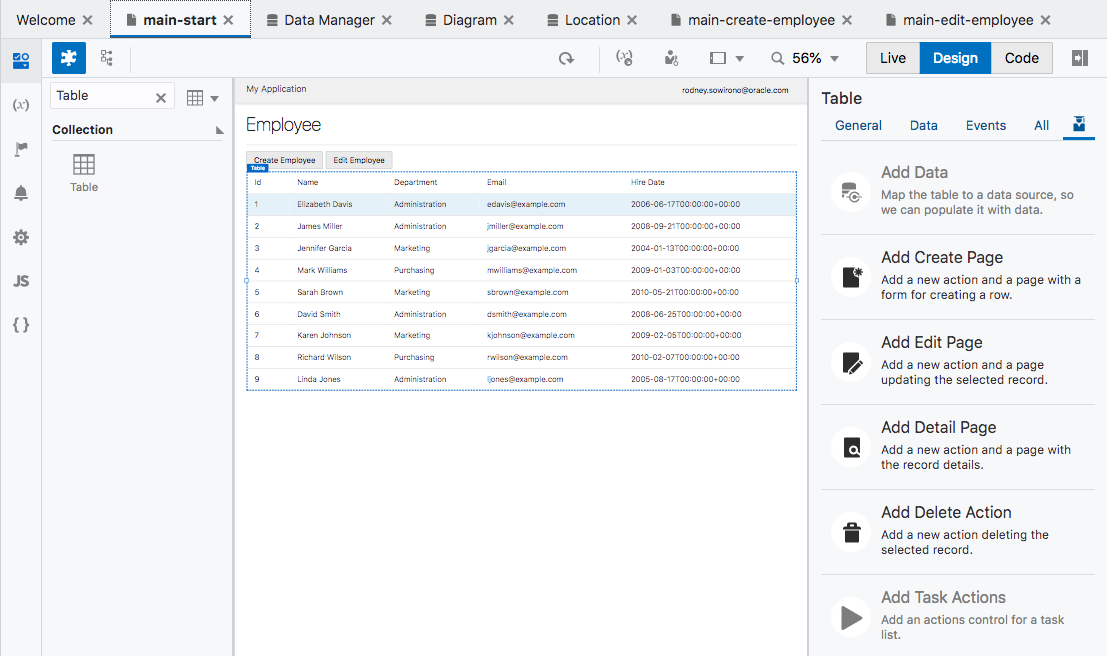 Welcome
main-start
Data Manager
Diagram
Location
main-create-employee
main-edit-employee
(x)
56%
Live
Design
Code
Table
Collection
Table
(x)
JS
{ }
My Application
rodney.sowirono@oracle.com
Employee
Create Employee
Edit Employee
Table
Id Name Department Email Hire Date
1 Elizabeth Davis Administration edavis@example.com 2006-06-17T00:00:00+00:00
2 James Miller Administration jmiller@example.com 2008-09-21T00:00:00+00:00
3 Jennifer Garcia Marketing jgarcia@example.com 2004-01-13T00:00:00+00:00
4 Mark Williams Purchasing mwilliams@example.com 2009-01-03T00:00:00+00:00
5 Sarah Brown Marketing sbrown@example.com 2010-05-21T00:00:00+00:00
6 David Smith Administration dsmith@example.com 2008-06-25T00:00:00+00:00
7 Karen Johnson Marketing kjohnson@example.com 2009-02-05T00:00:00+00:00
8 Richard Wilson Purchasing rwilson@example.com 2010-02-07T00:00:00+00:00
9 Linda Jones Administration ljones@example.com 2005-08-17T00:00:00+00:00
Table
General
Data
Events
All
Add Data
Map the table to a data source, so
we can populate it with data.
Add Create Page
Add a new action and a page with a
form for creating a row.
Add Edit Page
Add a new action and a page
updating the selected record.
Add Detail Page
Add a new action and a page with
the record details.
Add Delete Action
Add a new action deleting the
selected record.
Add Task Actions
Add an actions control for a task
list.